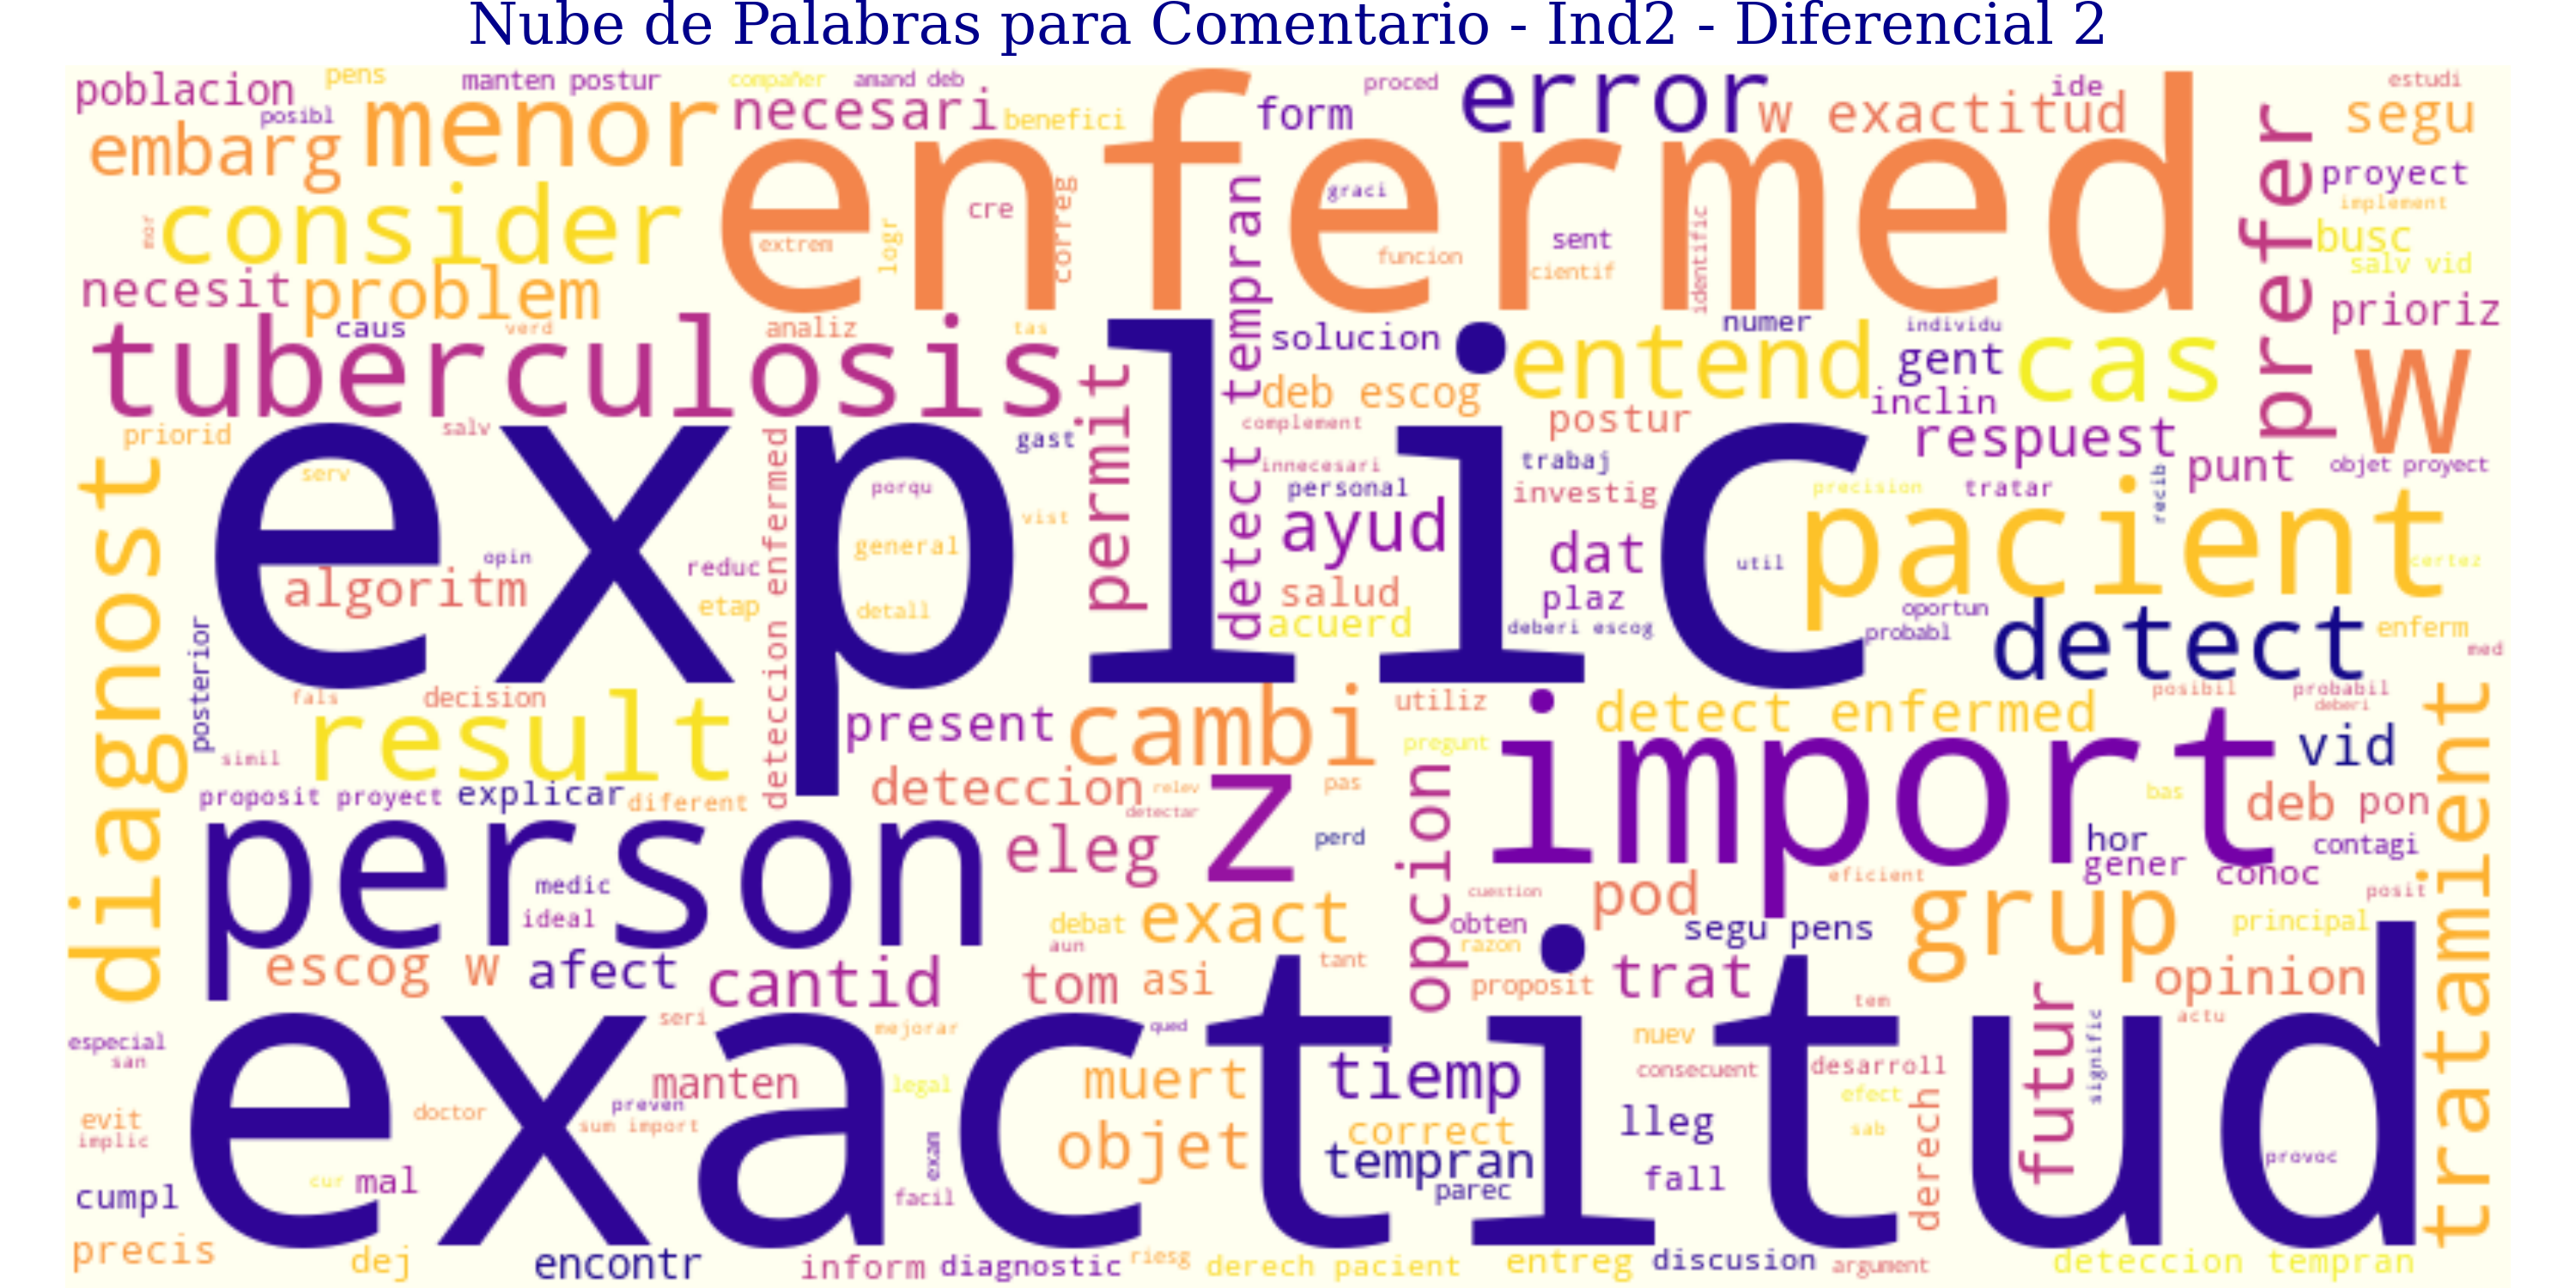 Nube de Palabras para Comentario - Ind2 - Diferencial 2
poblacion
pens
manten postur
compañer
amand deb
proced
ide
estudi
posibl
menor
necesari
benefici
form
error
w exactitud
segu
embarg
enfermed
prefer
proyect
implement
consider
mor
extrem
logr
cre
correg
graci
sent
funcion
cientif
identific
busc
salv vid
necesit
problem
detect tempran
prioriz
caus
verd
analiz
tas
tuberculosis
solucion
numer
individu
entend
gent
cas
W
permit
deb escog
inclin
complement
postur
respuest
priorid
salv
explic
gast
innecesari
trabaj
punt
objet proyect
diagnost
serv
deteccion enfermed
porqu
personal
investig
precision
tratar
recib
vist
general
ayud
dat
pacient
opin
algoritm
reduc
etap
detall
util
certez
salud
plaz
acuerd
deberi escog
oportun
probabl
detect
enferm
med
posterior
fals
decision
result
simil
present
cambi
utiliz
detect enfermed
posibil
probabil
deberi
pregunt
import
vid
tratamient
proposit proyect
explicar
diferent
deteccion
relev
detectar
z
pas
opcion
bas
deb
pon
person
eleg
perd
hor
contagi
gener
conoc
medic
ideal
cuestion
pod
eficient
posit
debat
exact
obten
segu pens
grup
principal
aun
razon
escog w
afect
cantid
tom
asi
tant
proposit
trat
opinion
exactitud
tem
futur
especial
san
seri
mejorar
qued
nuev
actu
signific
manten
legal
muert
tiemp
consecuent
desarroll
efect
evit
implic
doctor
preven
sum import
exam
objet
correct
tempran
parec
lleg
sab
derech
provoc
cumpl
cur
mal
facil
fall
precis
dej
encontr
inform
diagnostic
riesg
derech pacient
entreg
discusion
argument
deteccion tempran